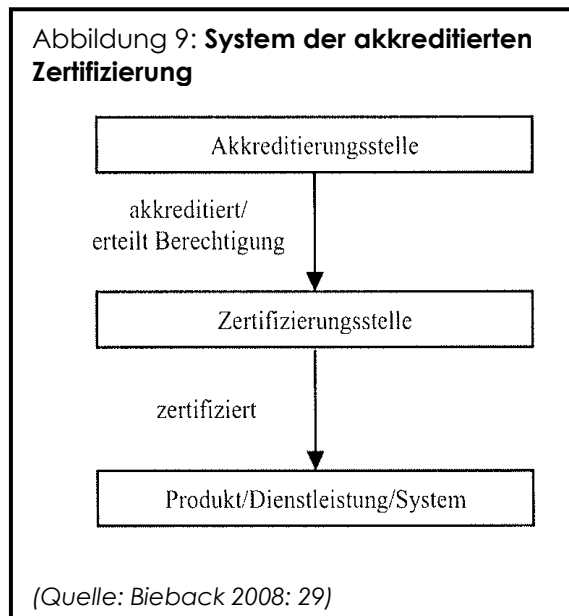 Abbildung 9: System der akkreditierten
Zertifizierung
Akkreditierungsstelle
akkreditiert/
erteilt Berechtigung
Zertifizierungsstelle
zertifiziert
Produkt/Dienstleistung/System
(Quelle: Bieback 2008: 29)